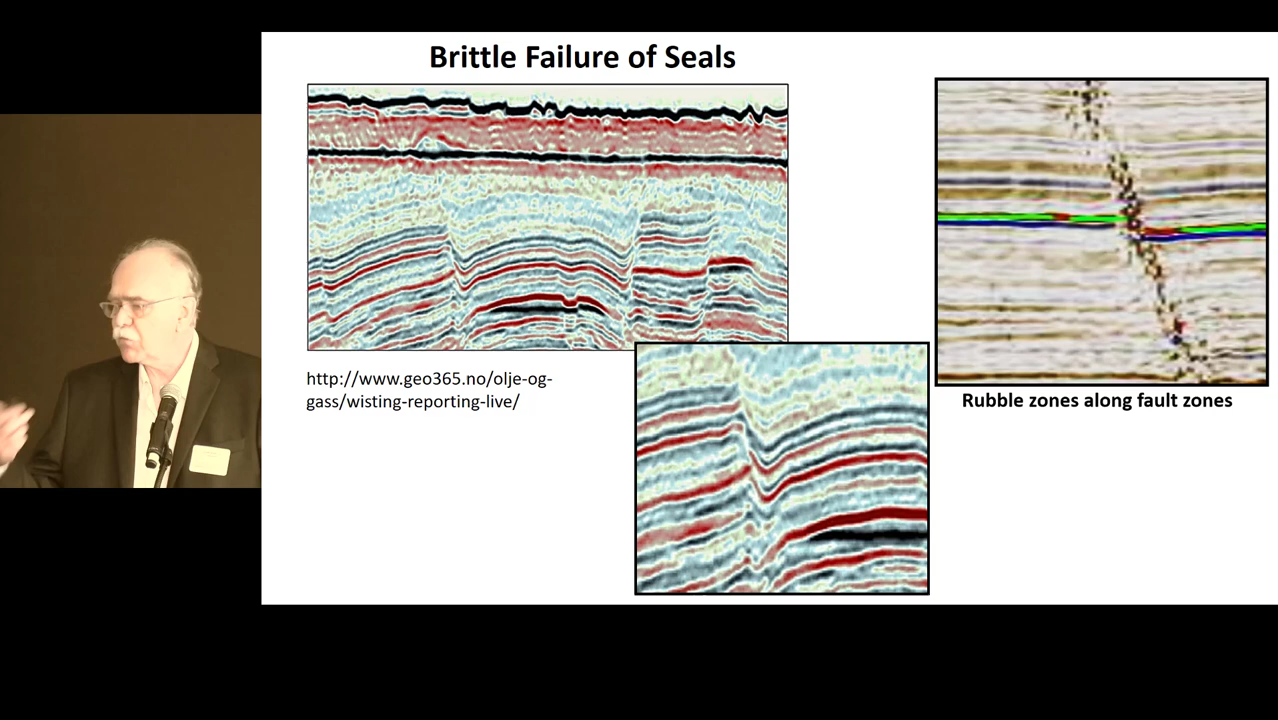 Brittle Failure of Seals
http://www.geo365.no/olje-og-
gass/wisting-reporting-live/
Rubble zones along fault zones